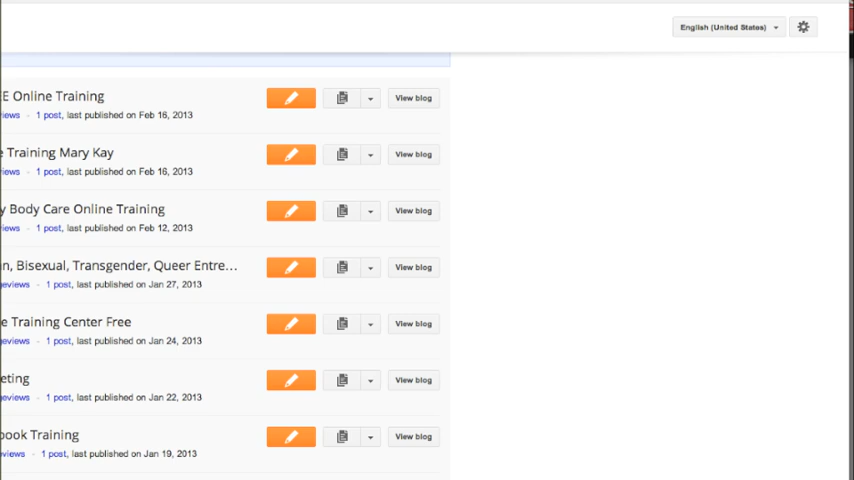 English (United States)
E Online Training
View blog
iews · 1 post, last published on Feb 16, 2013
e Training Mary Kay
View blog
iews · 1 post, last published on Feb 16, 2013
y Body Care Online Training
View blog
iews · 1 post, last published on Feb 12, 2013
n, Bisexual, Transgender, Queer Entre...
View blog
geviews · 1 post, last published on Jan 27, 2013
e Training Center Free
View blog
geviews · 1 post, last published on Jan 24, 2013
eting
View blog
geviews · 1 post, last published on Jan 22, 2013
book Training
View blog
eviews · 1 post, last published on Jan 19, 2013